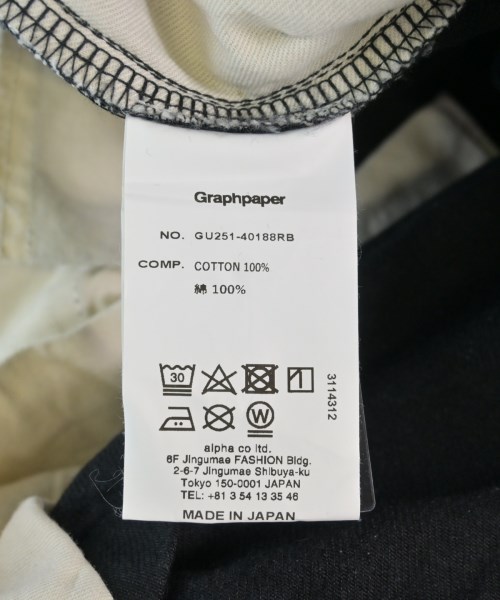 Graphpaper
NO. GU251-40188RB
COMP. COTTON 100%
綿 100%
30
W
3114312
alpha co ltd.
6F Jingumae FASHION Bldg.
2-6-7 Jingumae Shibuya-ku
Tokyo 150-0001 JAPAN
TEL: +81 3 54 13 35 46
MADE IN JAPAN